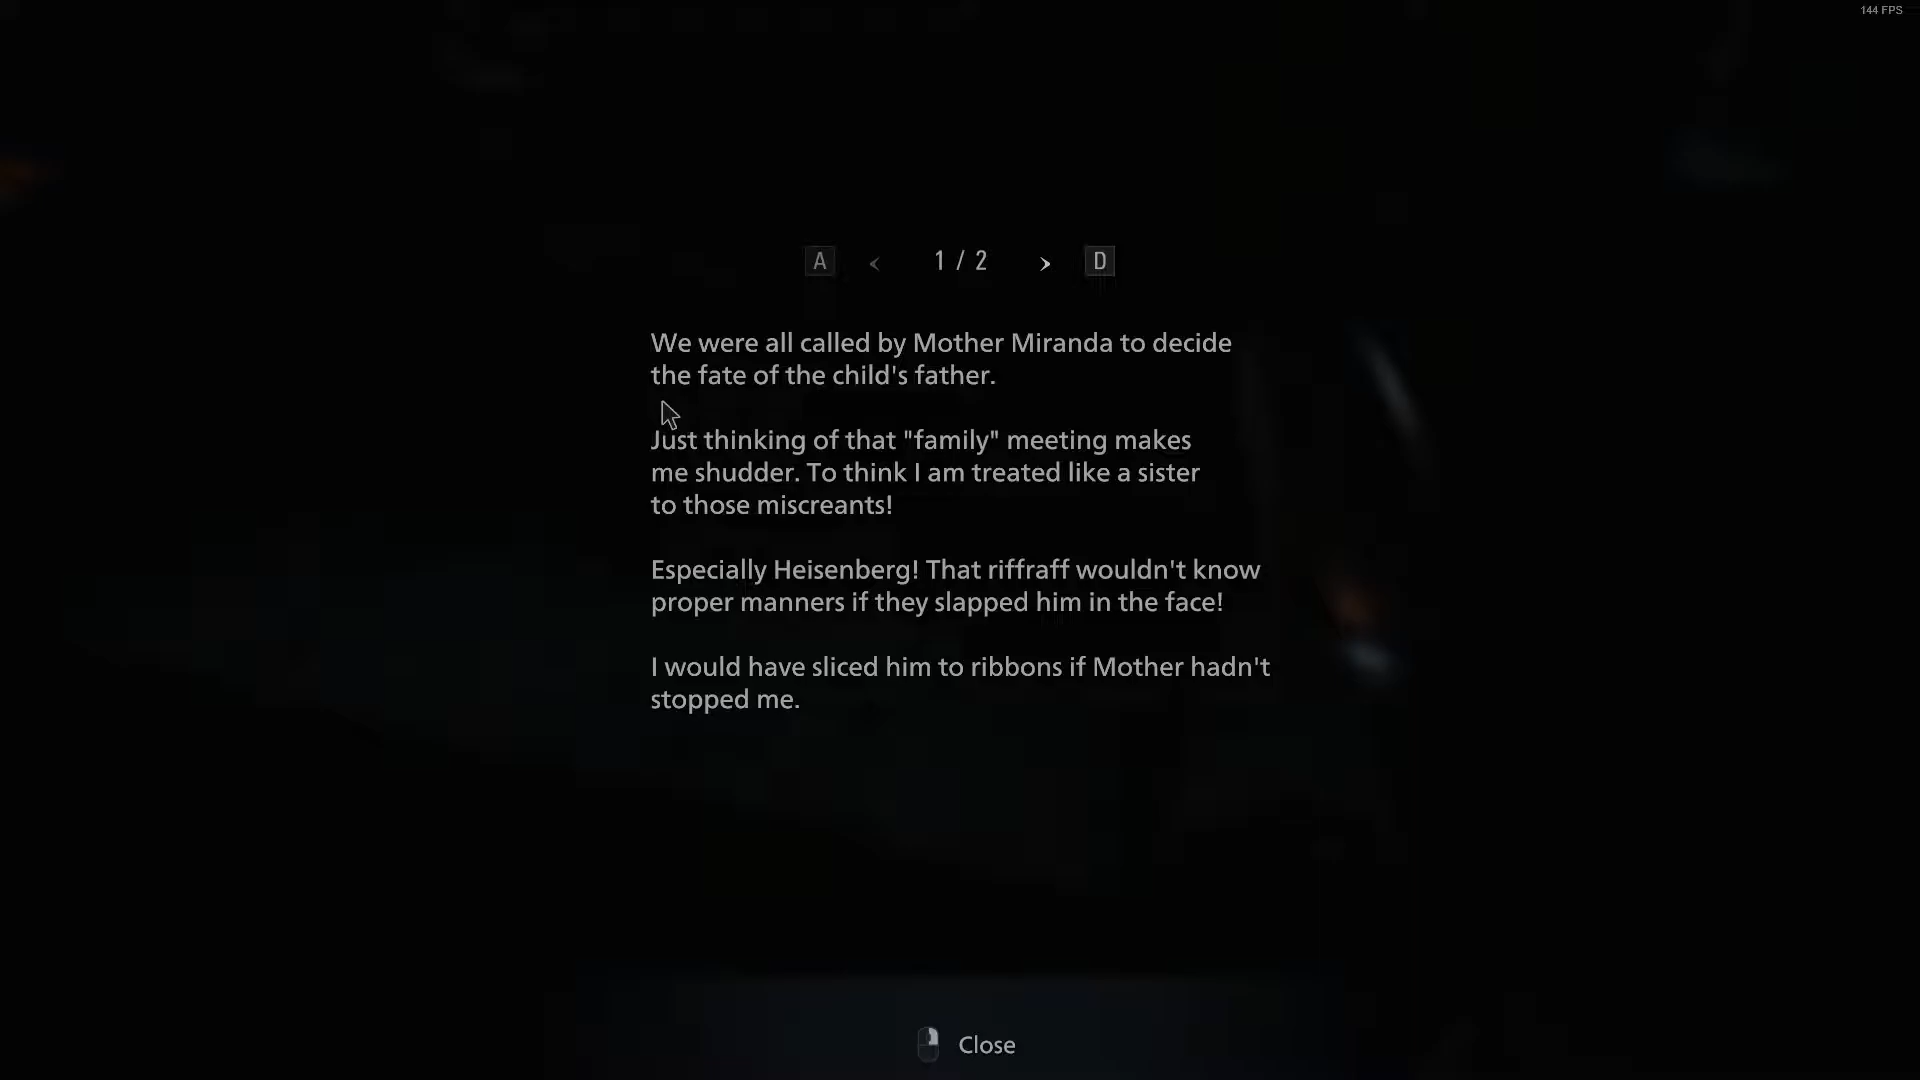 144 FPS
A < 1 / 2 > D
We were all called by Mother Miranda to decide
the fate of the child's father.
Just thinking of that "family" meeting makes
me shudder. To think I am treated like a sister
to those miscreants!
Especially Heisenberg! That riffraff wouldn't know
proper manners if they slapped him in the face!
I would have sliced him to ribbons if Mother hadn't
stopped me.
Close